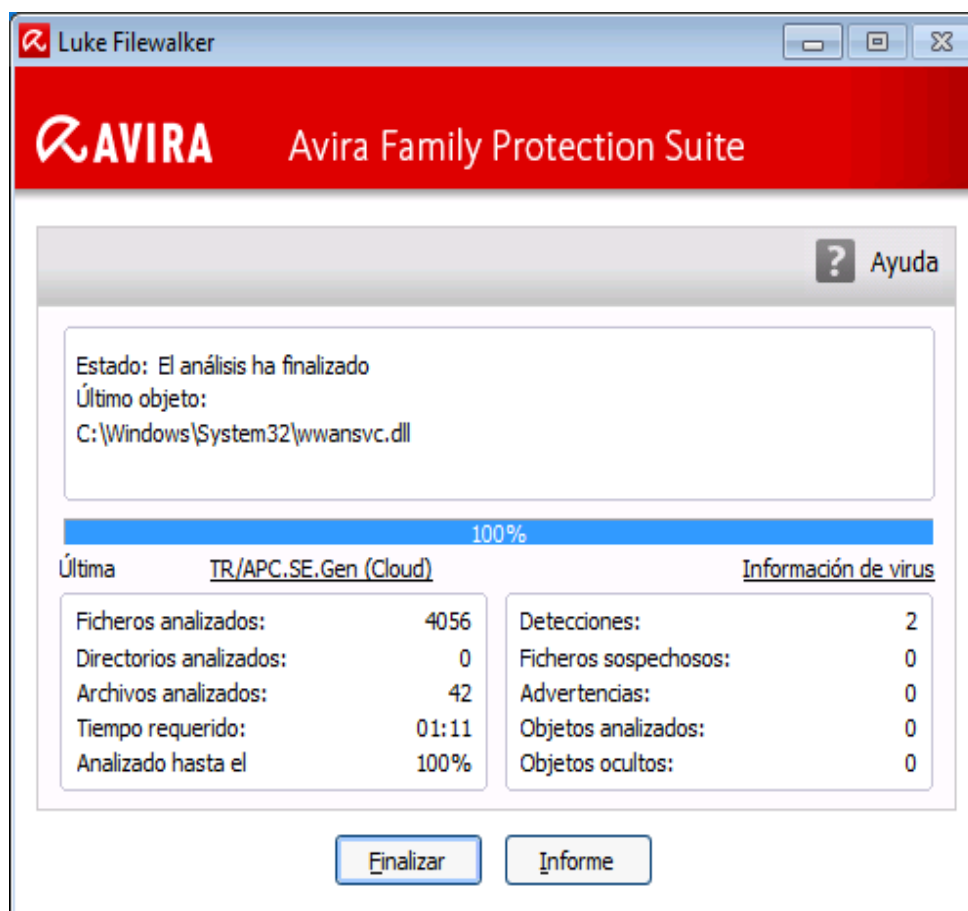 Luke Filewalker
AVIRA Avira Family Protection Suite
? Ayuda
Estado: El análisis ha finalizado
Último objeto:
C:\Windows\System32\wwansvc.dll
100%
Última TR/APC.SE.Gen (Cloud) Información de virus
Ficheros analizados: 4056
Directorios analizados: 0
Archivos analizados: 42
Tiempo requerido: 01:11
Analizado hasta el 100%
Detecciones: 2
Ficheros sospechosos: 0
Advertencias: 0
Objetos analizados: 0
Objetos ocultos: 0
Finalizar Informe